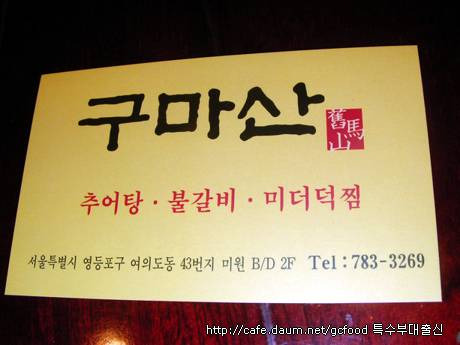 구마산
舊馬山
추어탕 · 불갈비 · 미더덕찜
서울특별시 영등포구 여의도동 43번지 미원 B/D 2F Tel : 783-3269
http://cafe.daum.net/gcfood 특수부대출신